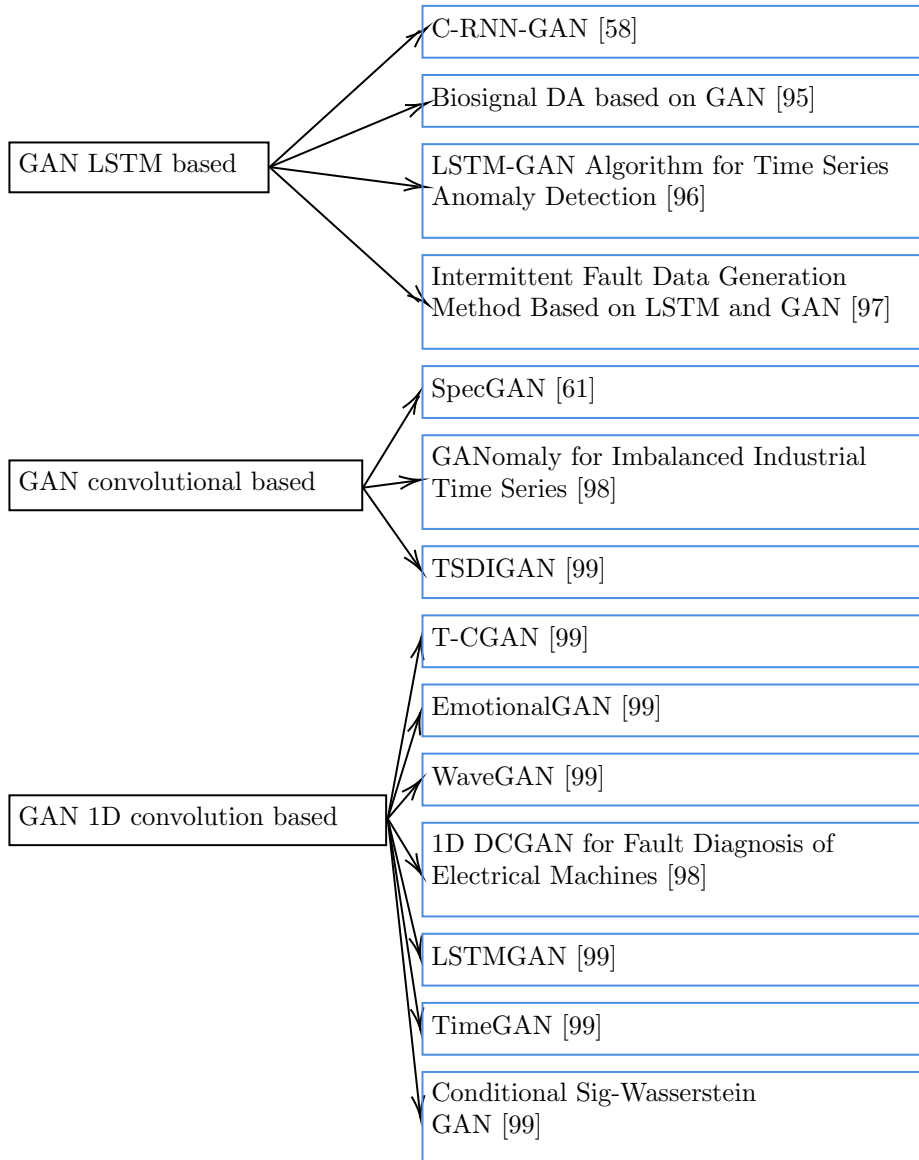 GAN LSTM based
C-RNN-GAN [58]
Biosignal DA based on GAN [95]
LSTM-GAN Algorithm for Time Series
Anomaly Detection [96]
Intermittent Fault Data Generation
Method Based on LSTM and GAN [97]
GAN convolutional based
SpecGAN [61]
GANomaly for Imbalanced Industrial
Time Series [98]
TSDIGAN [99]
GAN 1D convolution based
T-CGAN [99]
EmotionalGAN [99]
WaveGAN [99]
1D DCGAN for Fault Diagnosis of
Electrical Machines [98]
LSTMGAN [99]
TimeGAN [99]
Conditional Sig-Wasserstein
GAN [99]